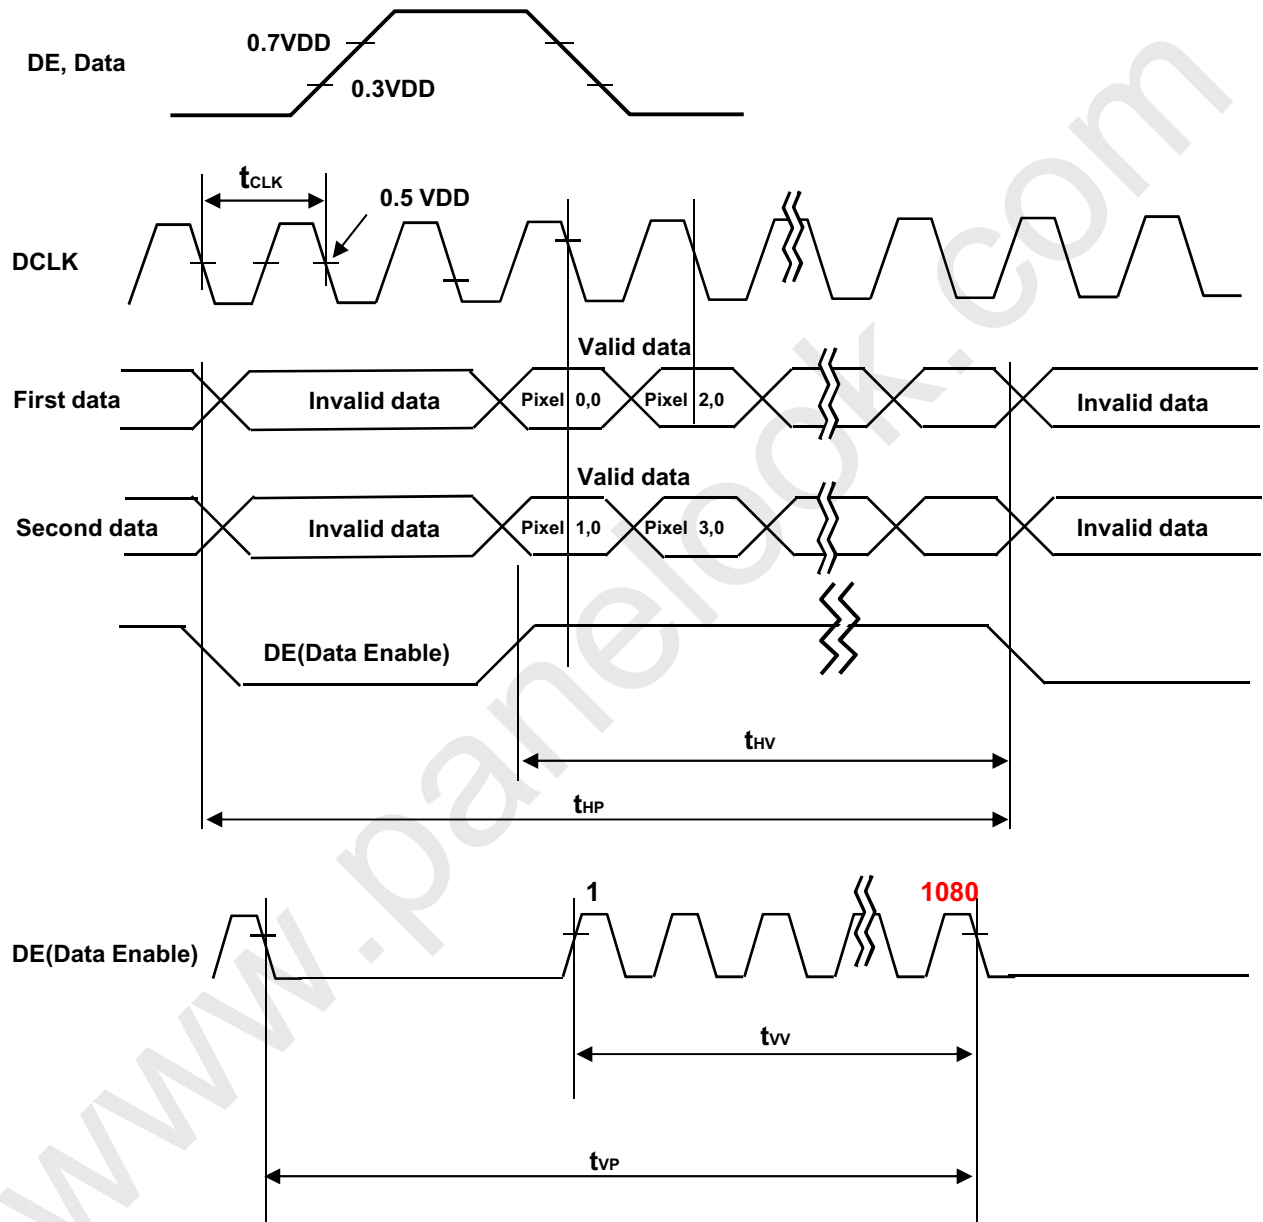 0.7VDD
DE, Data
0.3VDD
tCLK
0.5 VDD
DCLK
Valid data
First data
Invalid data
Pixel 0,0
Pixel 2,0
Invalid data
Valid data
Second data
Invalid data
Pixel 1,0
Pixel 3,0
Invalid data
DE(Data Enable)
tHV
tHP
1
1080
DE(Data Enable)
tVV
tVP
www.panelook.com